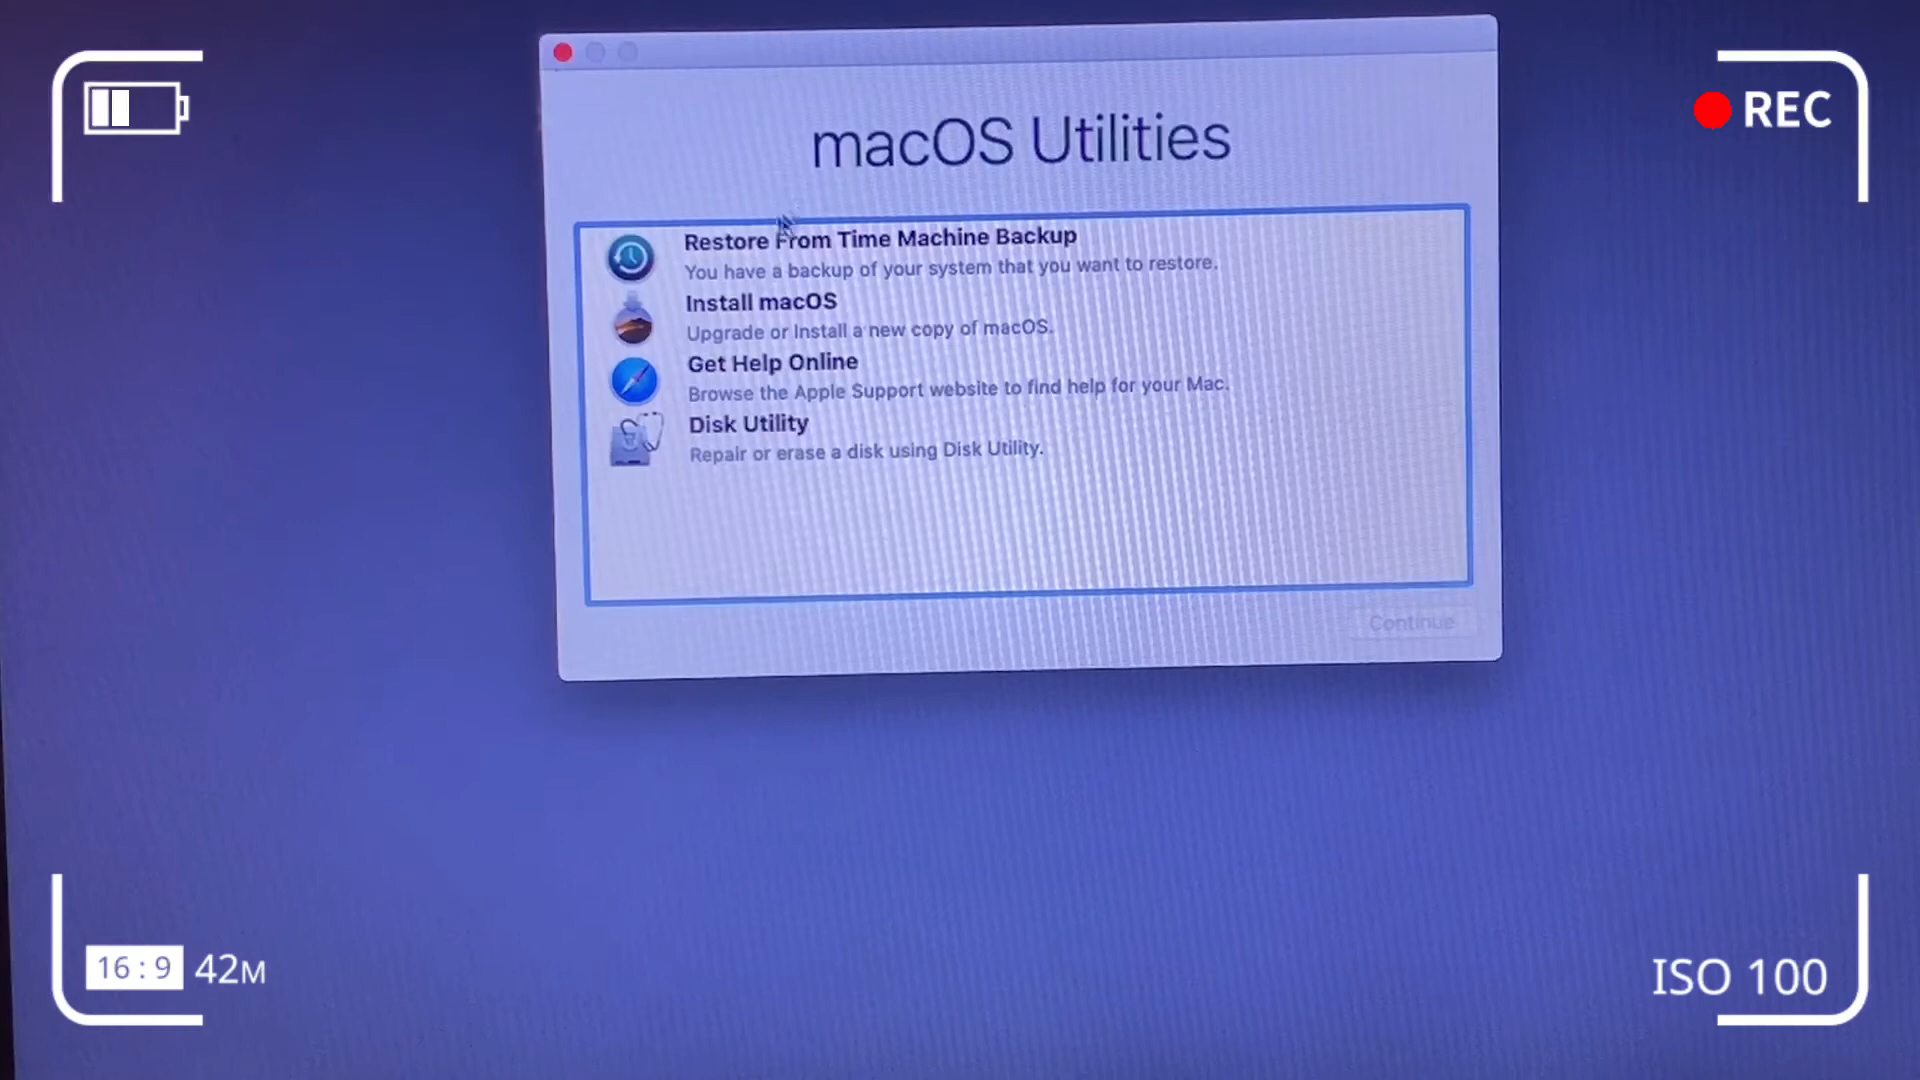 REC
macOS Utilities
Restore From Time Machine Backup
You have a backup of your system that you want to restore.
Install macOS
Upgrade or Install a new copy of macOS.
Get Help Online
Browse the Apple Support website to find help for your Mac.
Disk Utility
Repair or erase a disk using Disk Utility.
Continue
16:9 42M
ISO 100